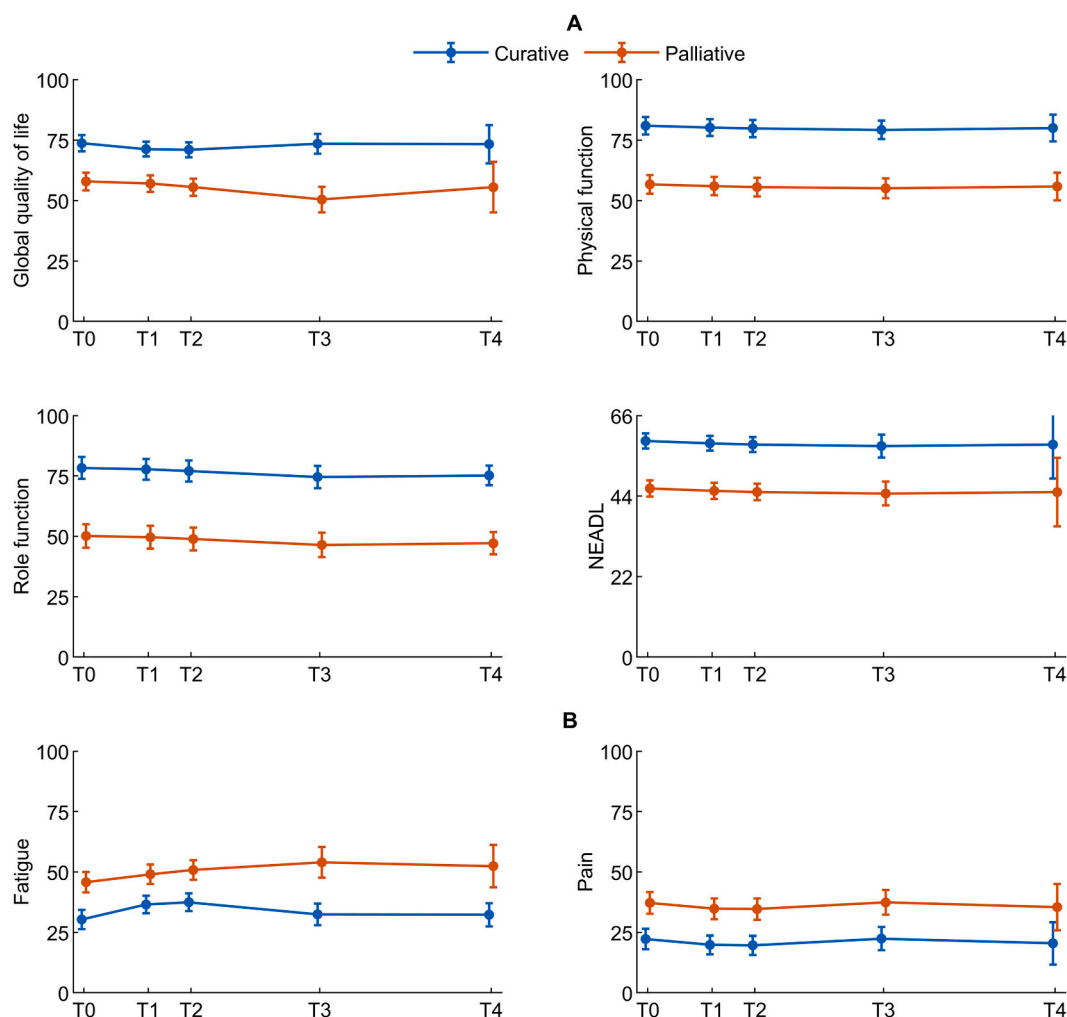 A
Curative Palliative
Global quality of life
100
75
50
25
0
T0 T1 T2 T3 T4
Physical function
100
75
50
25
0
T0 T1 T2 T3 T4
Role function
100
75
50
25
0
T0 T1 T2 T3 T4
NEADL
66
44
22
0
T0 T1 T2 T3 T4
B
Fatigue
100
75
50
25
0
T0 T1 T2 T3 T4
Pain
100
75
50
25
0
T0 T1 T2 T3 T4